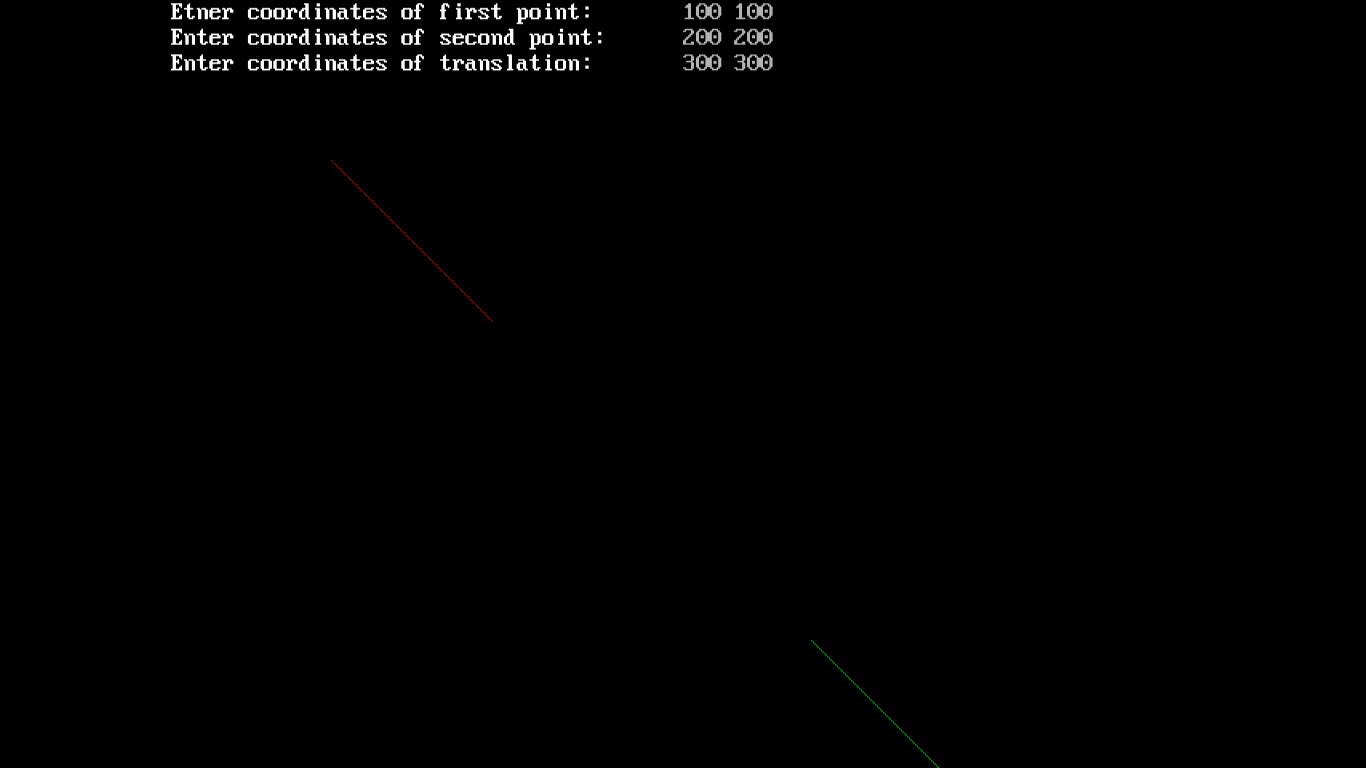 Etner coordinates of first point: 100 100
Enter coordinates of second point: 200 200
Enter coordinates of translation: 300 300